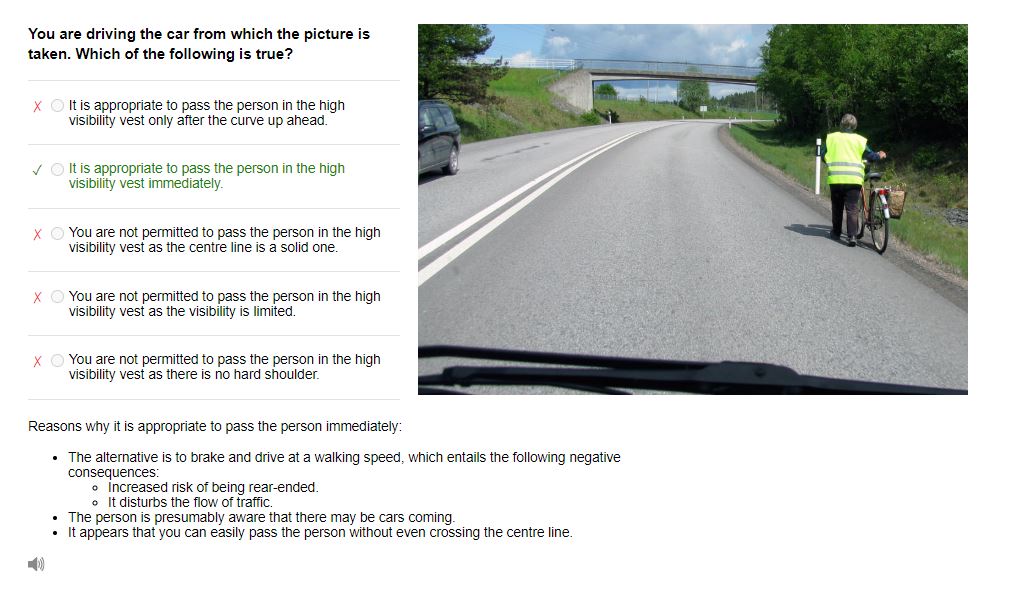 You are driving the car from which the picture is
taken. Which of the following is true?
It is appropriate to pass the person in the high
visibility vest only after the curve up ahead.
It is appropriate to pass the person in the high
visibility vest immediately.
You are not permitted to pass the person in the high
visibility vest as the centre line is a solid one.
You are not permitted to pass the person in the high
visibility vest as the visibility is limited.
You are not permitted to pass the person in the high
visibility vest as there is no hard shoulder.
Reasons why it is appropriate to pass the person immediately:
The alternative is to brake and drive at a walking speed, which entails the following negative
consequences:
Increased risk of being rear-ended.
It disturbs the flow of traffic.
The person is presumably aware that there may be cars coming.
It appears that you can easily pass the person without even crossing the centre line.